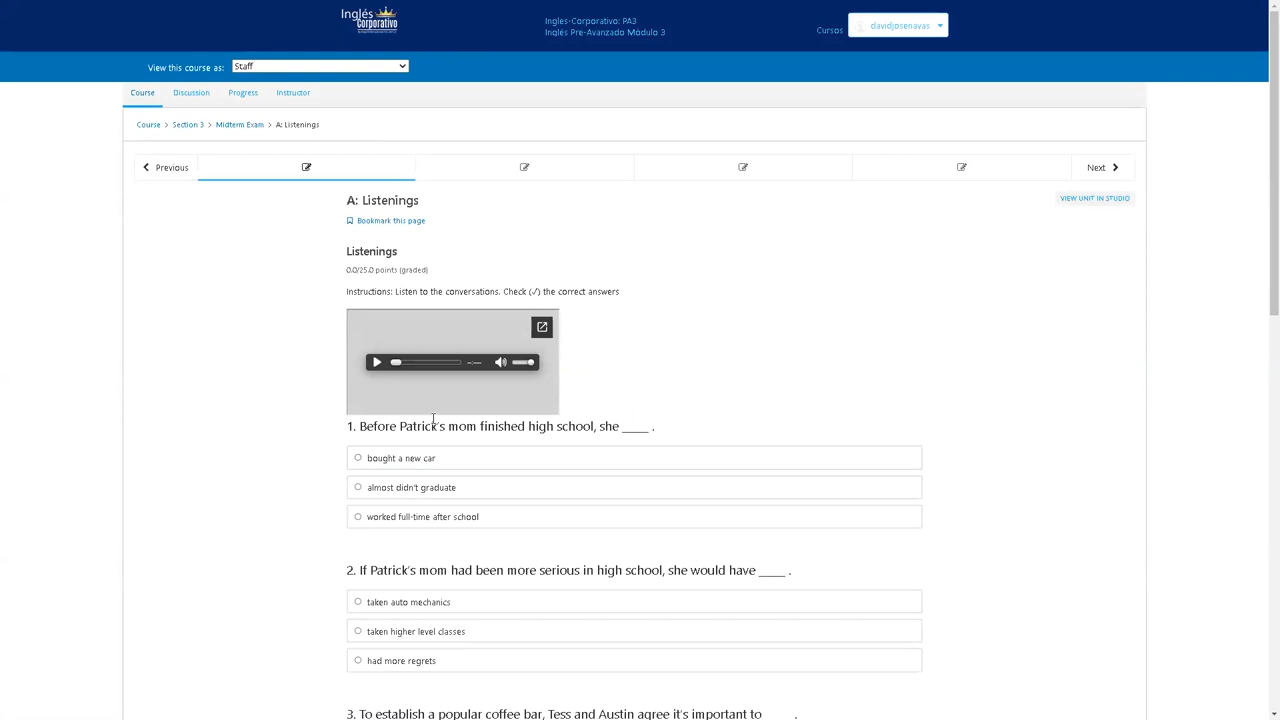 Inglés
Corporativo
Ingles-Corporativo: PA3
Inglés Pre-Avanzado Módulo 3
Cursos
davidjosenavas
View this course as:
Staff
Course
Discussion
Progress
Instructor
Course > Section 3 > Midterm Exam > A: Listenings
Previous
Next
A: Listenings
VIEW UNIT IN STUDIO
Bookmark this page
Listenings
0.0/25.0 points (graded)
Instructions: Listen to the conversations. Check (✓) the correct answers
--:--
1. Before Patrick's mom finished high school, she ____ .
bought a new car
almost didn't graduate
worked full-time after school
2. If Patrick's mom had been more serious in high school, she would have ____ .
taken auto mechanics
taken higher level classes
had more regrets
3. To establish a popular coffee bar, Tess and Austin agree it's important to ____ .